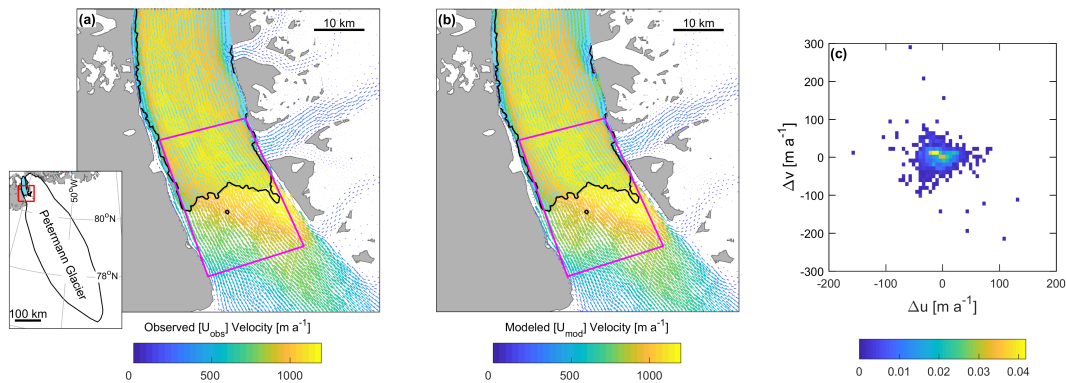 (a)
10 km
(b)
10 km
(c)
300
200
100
0
-100
-200
-300
Δv [m a⁻¹]
-200
-100
0
100
200
Δu [m a⁻¹]
50°W
80°N
78°N
Petermann Glacier
100 km
Observed [U_obs] Velocity [m a⁻¹]
0
500
1000
Modeled [U_mod] Velocity [m a⁻¹]
0
500
1000
0
0.01
0.02
0.03
0.04